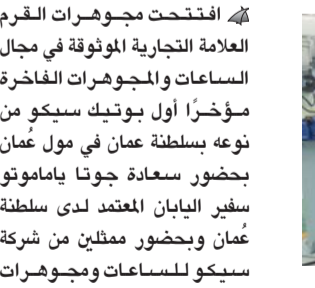 افتتحت مجوهرات القرم
العلامة التجارية الموثوقة في مجال
الساعات والمجوهرات الفاخرة
مؤخرًا أول بوتيك سيكو من
نوعه بسلطنة عمان في مول عُمان
بحضور سعادة جوتا ياماموتو
سفير اليابان المعتمد لدى سلطنة
عُمان وبحضور ممثلين من شركة
سيكو للساعات ومجوهرات